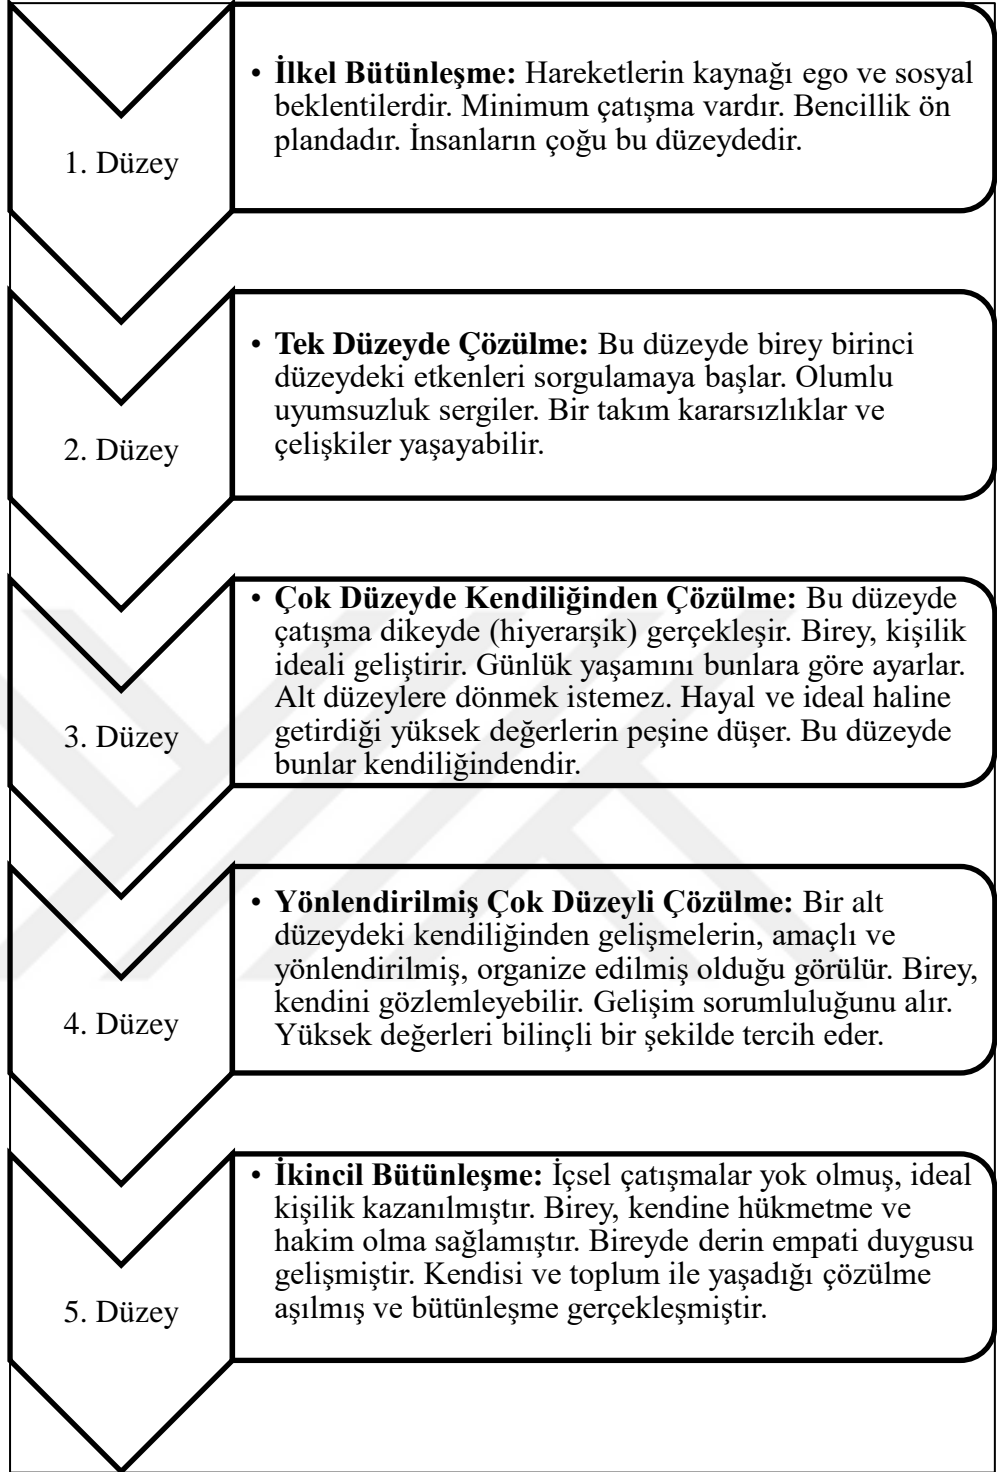 • İlkel Bütünleşme: Hareketlerin kaynağı ego ve sosyal
beklentilerdir. Minimum çatışma vardır. Bencillik ön
plandadır. İnsanların çoğu bu düzeydedir.
1. Düzey
• Tek Düzeyde Çözülme: Bu düzeyde birey birinci
düzeydeki etkenleri sorgulamaya başlar. Olumlu
uyumsuzluk sergiler. Bir takım kararsızlıklar ve
çelişkiler yaşayabilir.
2. Düzey
• Çok Düzeyde Kendiliğinden Çözülme: Bu düzeyde
çatışma dikeyde (hiyerarşik) gerçekleşir. Birey, kişilik
ideali geliştirir. Günlük yaşamını bunlara göre ayarlar.
Alt düzeylere dönmek istemez. Hayal ve ideal haline
getirdiği yüksek değerlerin peşine düşer. Bu düzeyde
bunlar kendiliğindendir.
3. Düzey
• Yönlendirilmiş Çok Düzeyli Çözülme: Bir alt
düzeydeki kendiliğinden gelişmelerin, amaçlı ve
yönlendirilmiş, organize edilmiş olduğu görülür. Birey,
kendini gözlemleyebilir. Gelişim sorumluluğunu alır.
Yüksek değerleri bilinçli bir şekilde tercih eder.
4. Düzey
• İkincil Bütünleşme: İçsel çatışmalar yok olmuş, ideal
kişilik kazanılmıştır. Birey, kendine hükmetme ve
hakim olma sağlamıştır. Bireyde derin empati duygusu
gelişmiştir. Kendisi ve toplum ile yaşadığı çözülme
aşılmış ve bütünleşme gerçekleşmiştir.
5. Düzey